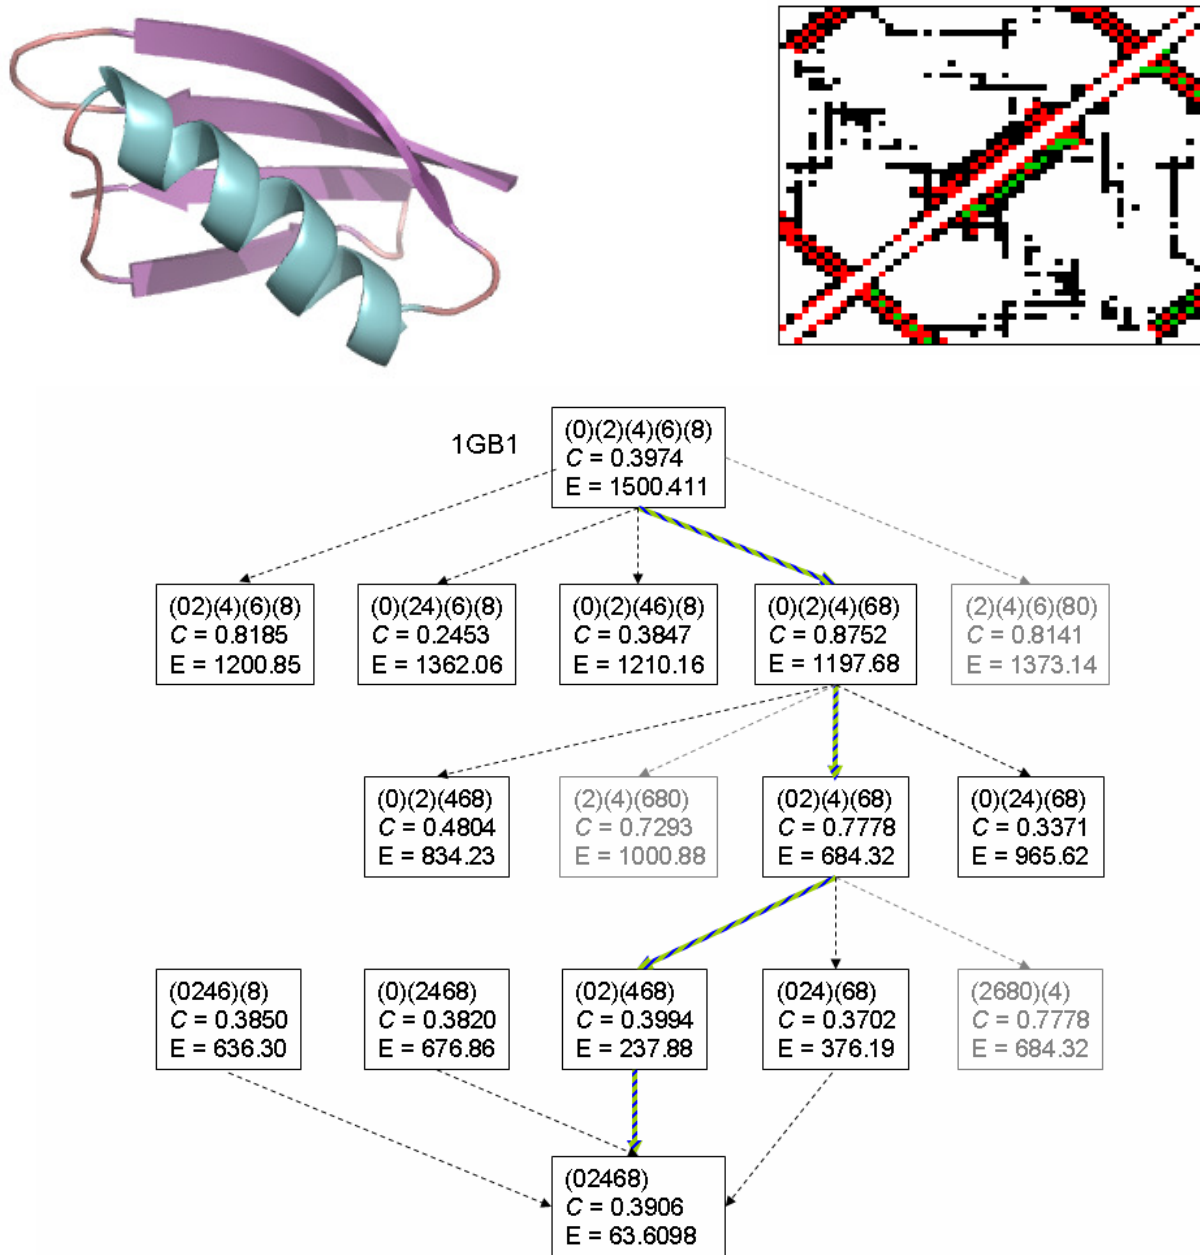 1GB1
(0)(2)(4)(6)(8)
C = 0.3974
E = 1500.411
(02)(4)(6)(8)
C = 0.8185
E = 1200.85
(0)(24)(6)(8)
C = 0.2453
E = 1362.06
(0)(2)(46)(8)
C = 0.3847
E = 1210.16
(0)(2)(4)(68)
C = 0.8752
E = 1197.68
(2)(4)(6)(80)
C = 0.8141
E = 1373.14
(0)(2)(468)
C = 0.4804
E = 834.23
(2)(4)(680)
C = 0.7293
E = 1000.88
(02)(4)(68)
C = 0.7778
E = 684.32
(0)(24)(68)
C = 0.3371
E = 965.62
(0246)(8)
C = 0.3850
E = 636.30
(0)(2468)
C = 0.3820
E = 676.86
(02)(468)
C = 0.3994
E = 237.88
(024)(68)
C = 0.3702
E = 376.19
(2680)(4)
C = 0.7778
E = 684.32
(02468)
C = 0.3906
E = 63.6098